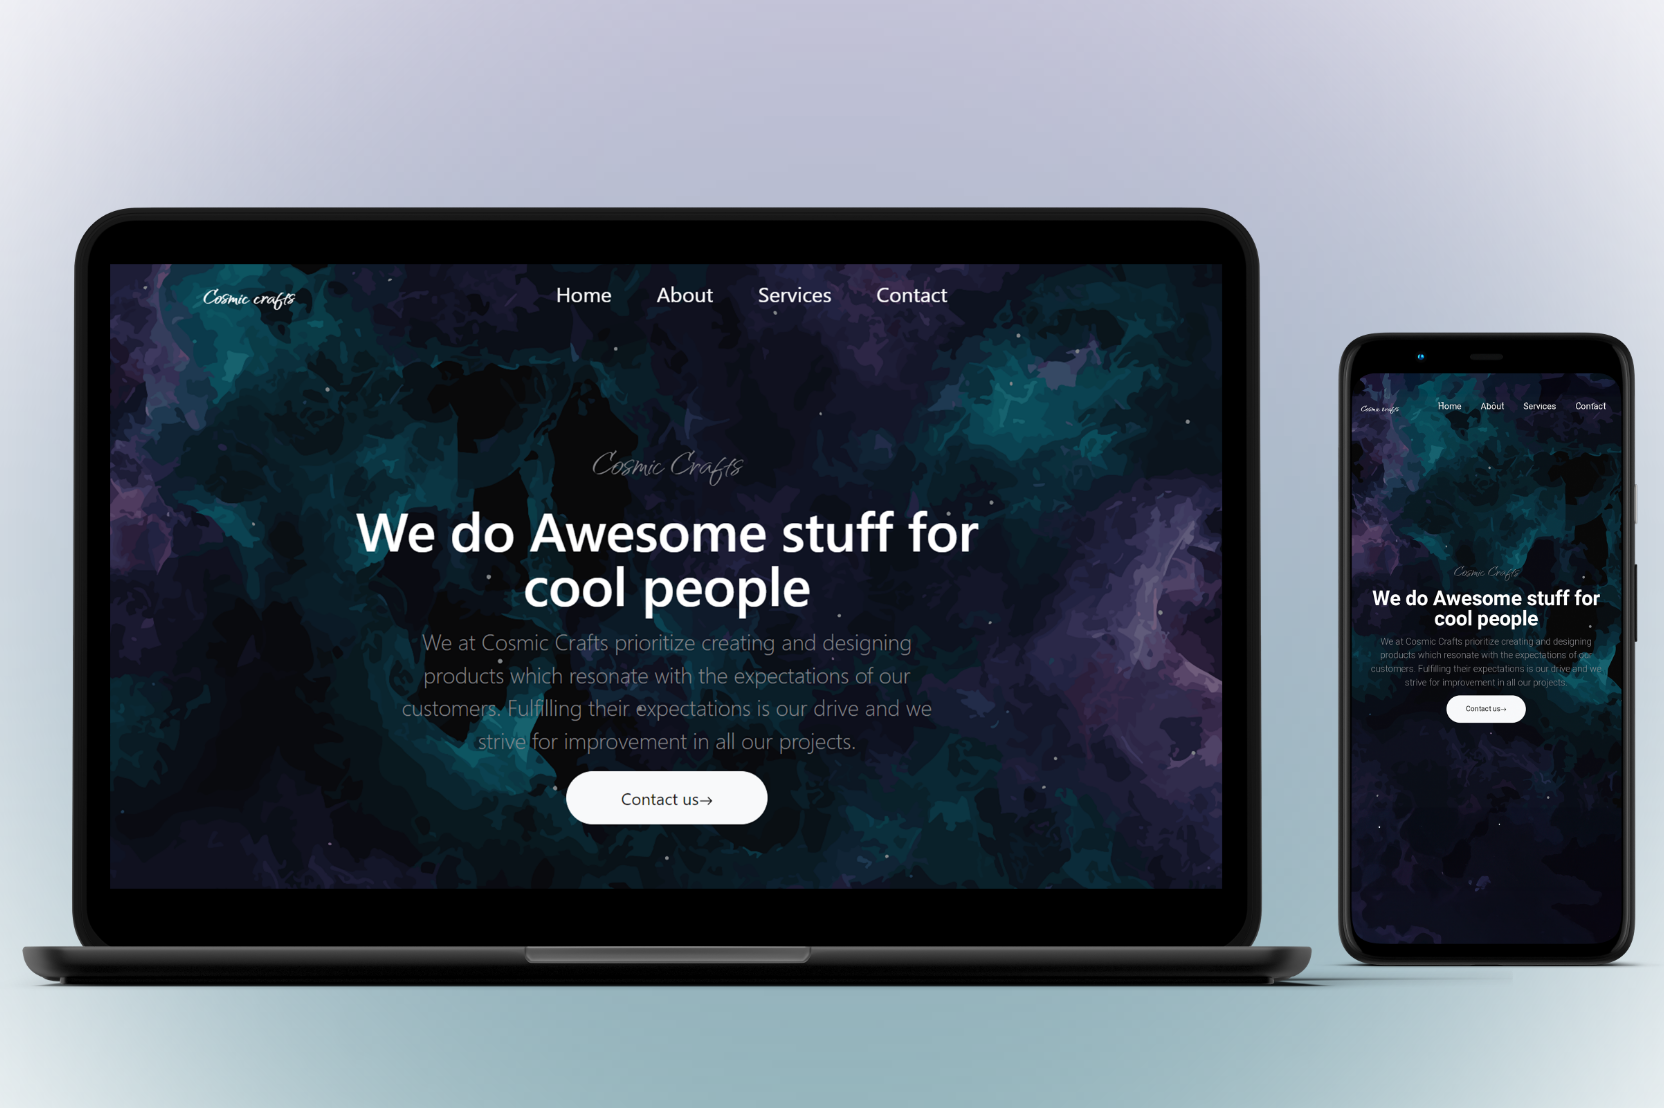 Cosmic crafts
Home About Services Contact
Cosmic Crafts
We do Awesome stuff for
cool people
We at Cosmic Crafts prioritize creating and designing
products which resonate with the expectations of our
customers. Fulfilling their expectations is our drive and we
strive for improvement in all our projects.
Contact us→
Cosmic crafts
Home About Services Contact
Cosmic Crafts
We do Awesome stuff for
cool people
We at Cosmic Crafts prioritize creating and designing
products which resonate with the expectations of our
customers. Fulfilling their expectations is our drive and we
strive for improvement in all our projects.
Contact us→